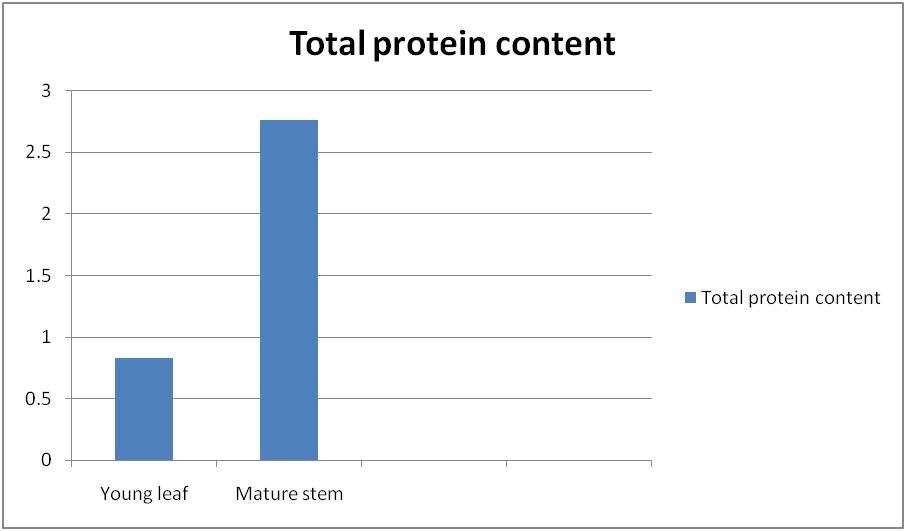 Total protein content
3
2.5
2
1.5
1
0.5
0
Young leaf
Mature stem
Total protein content